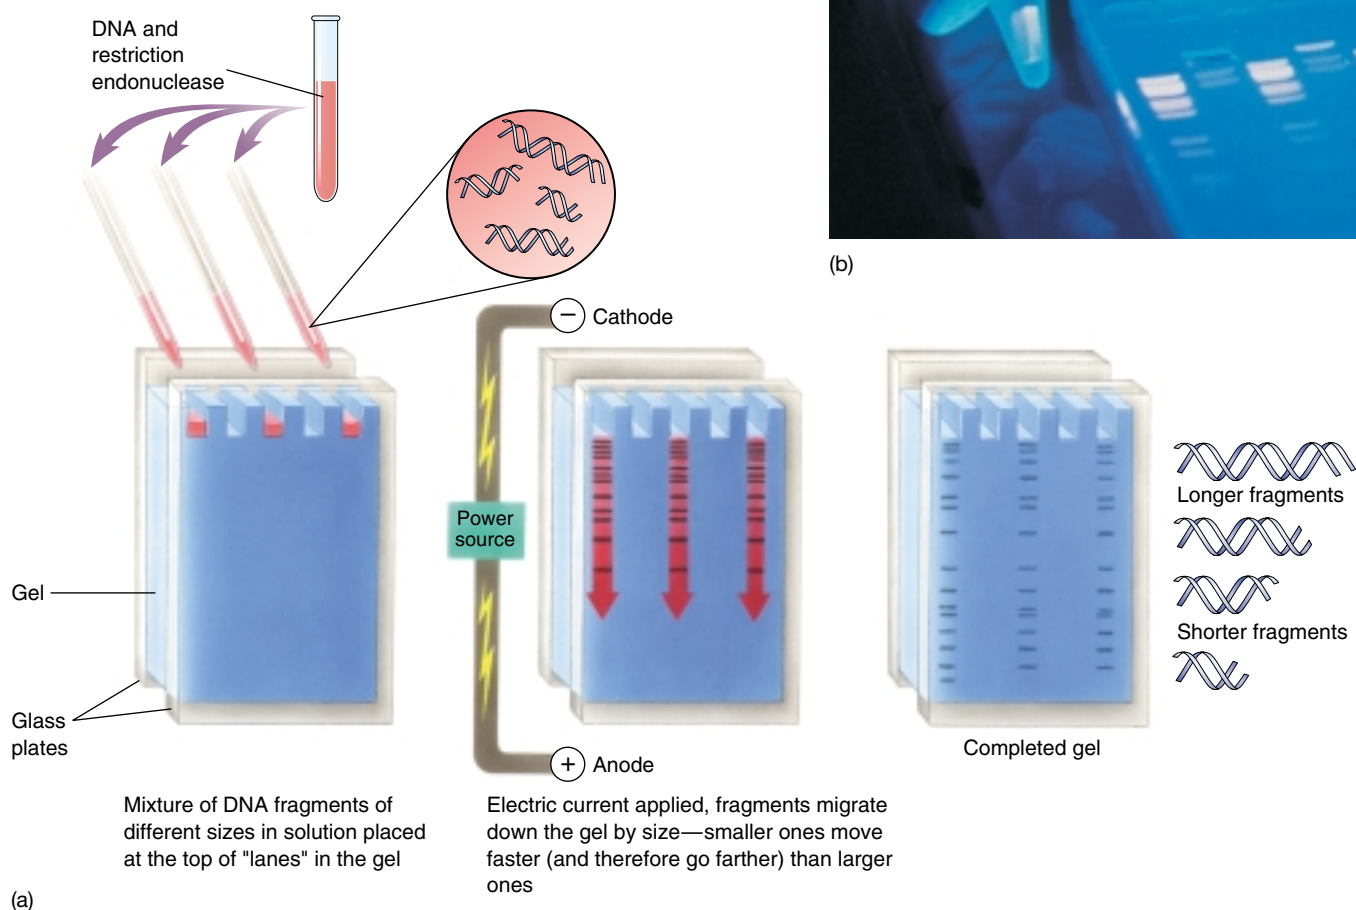 DNA and
restriction
endonuclease
(b)
− Cathode
Power
source
Gel
Glass
plates
+ Anode
Longer fragments
Shorter fragments
Completed gel
Mixture of DNA fragments of
different sizes in solution placed
at the top of "lanes" in the gel
Electric current applied, fragments migrate
down the gel by size—smaller ones move
faster (and therefore go farther) than larger
ones
(a)